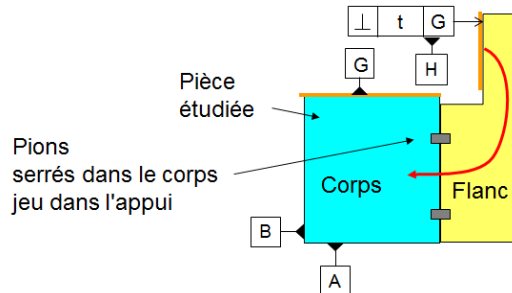 ⊥ t G
H
G
Pièce
étudiée
Pions
serrés dans le corps
jeu dans l'appui
Corps
Flanc
B
A